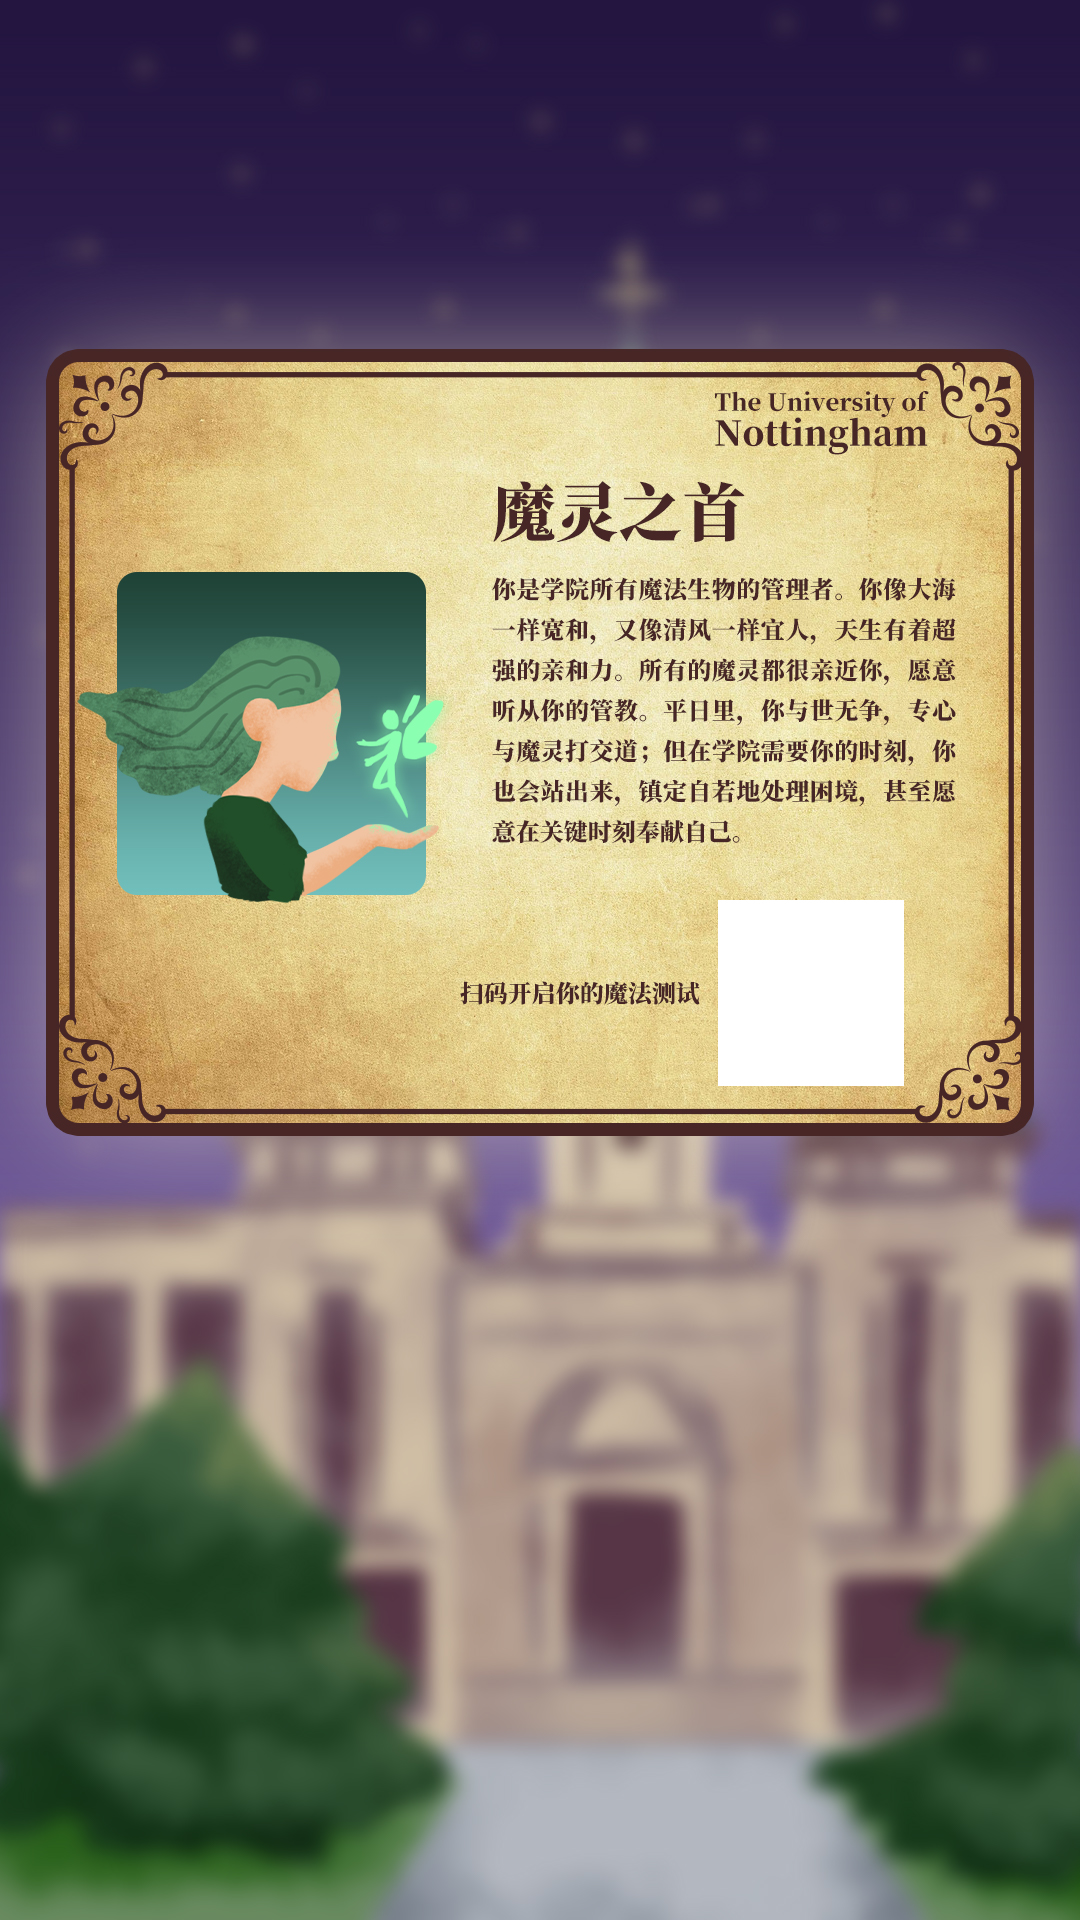 The University of
Nottingham
魔灵之首
你是学院所有魔法生物的管理者。你像大海
一样宽和，又像清风一样宜人，天生有着超
强的亲和力。所有的魔灵都很亲近你，愿意
听从你的管教。平日里，你与世无争，专心
与魔灵打交道；但在学院需要你的时刻，你
也会站出来，镇定自若地处理困境，甚至愿
意在关键时刻奉献自己。
扫码开启你的魔法测试